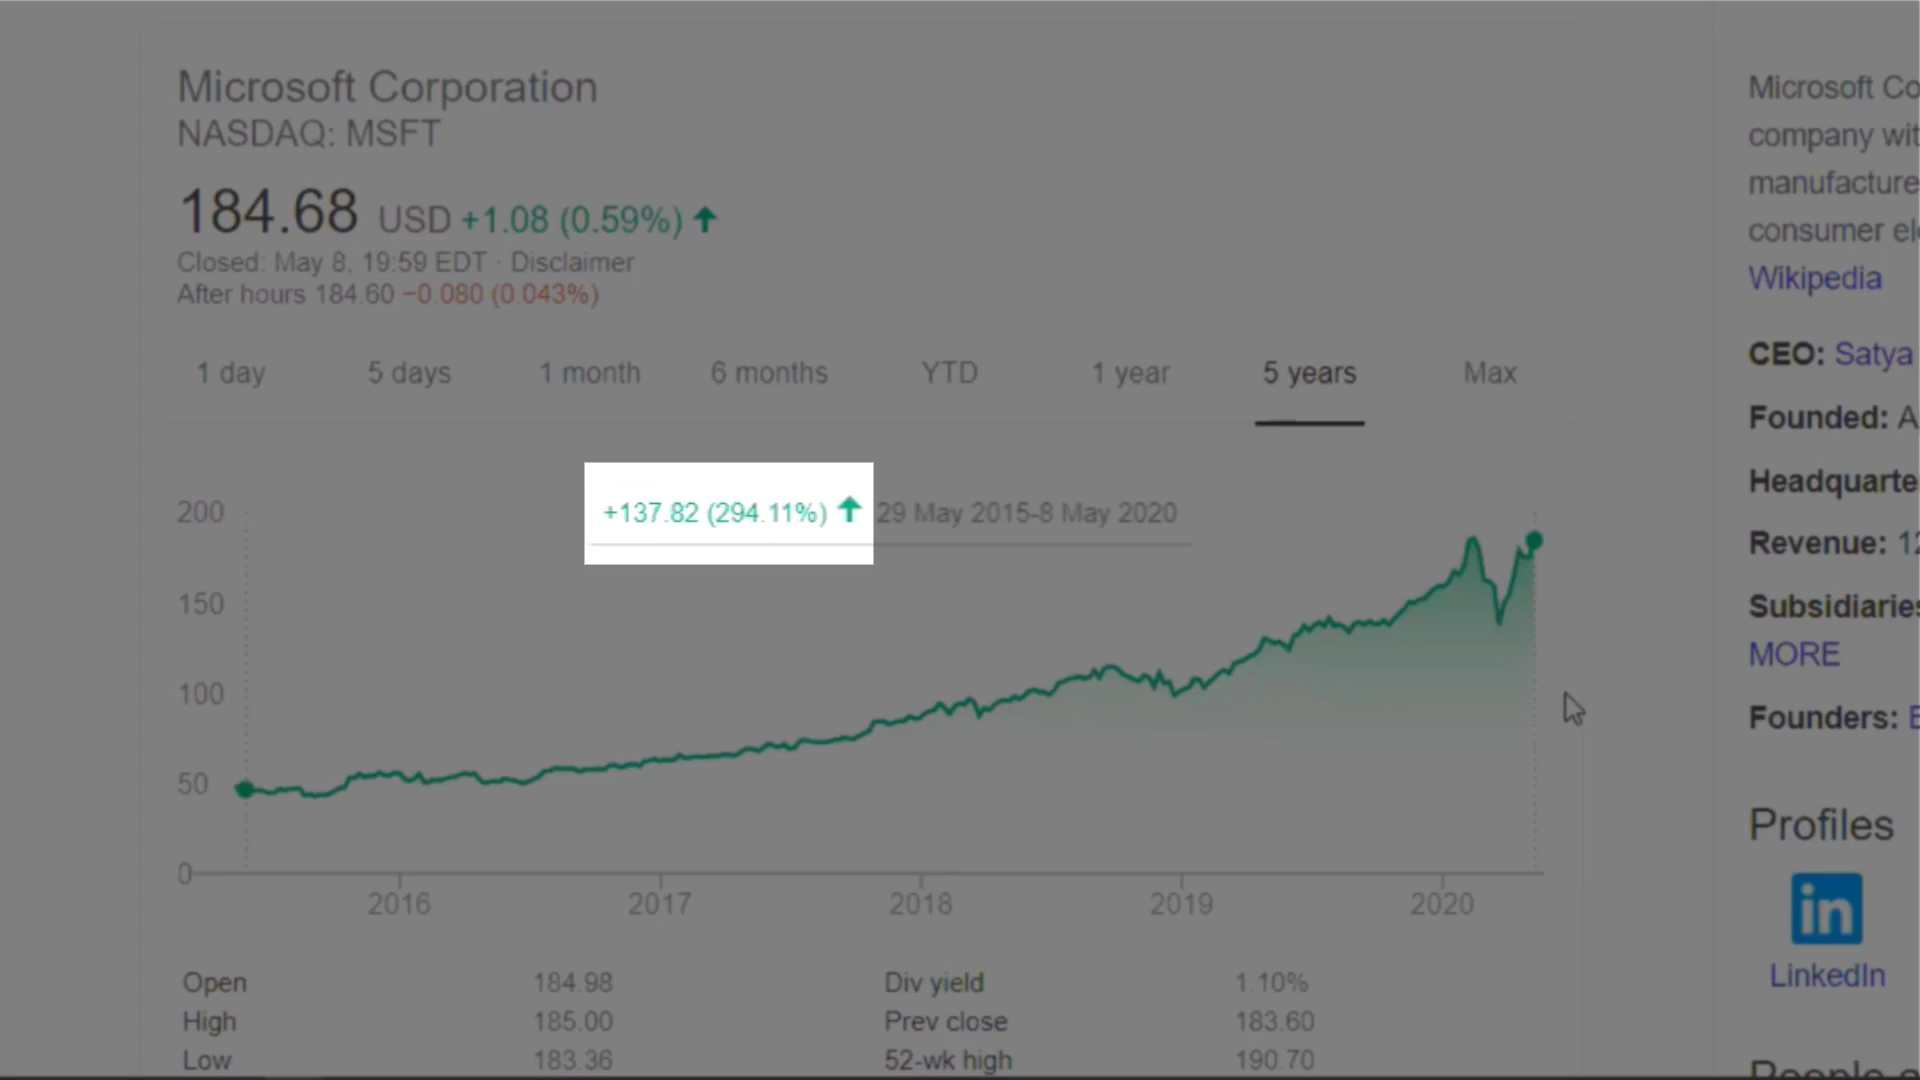 Microsoft Corporation
NASDAQ: MSFT
184.68 USD +1.08 (0.59%)
Closed: May 8, 19:59 EDT · Disclaimer
After hours 184.60 −0.080 (0.043%)
1 day 5 days 1 month 6 months YTD 1 year 5 years Max
+137.82 (294.11%) 29 May 2015-8 May 2020
200
150
100
50
0
2016 2017 2018 2019 2020
Open 184.98 Div yield 1.10%
High 185.00 Prev close 183.60
Low 183.36 52-wk high 190.70
Microsoft Co
company wit
manufacture
consumer ele
Wikipedia
CEO: Satya
Founded: A
Headquarte
Revenue: 12
Subsidiaries
MORE
Founders:
Profiles
in
LinkedIn